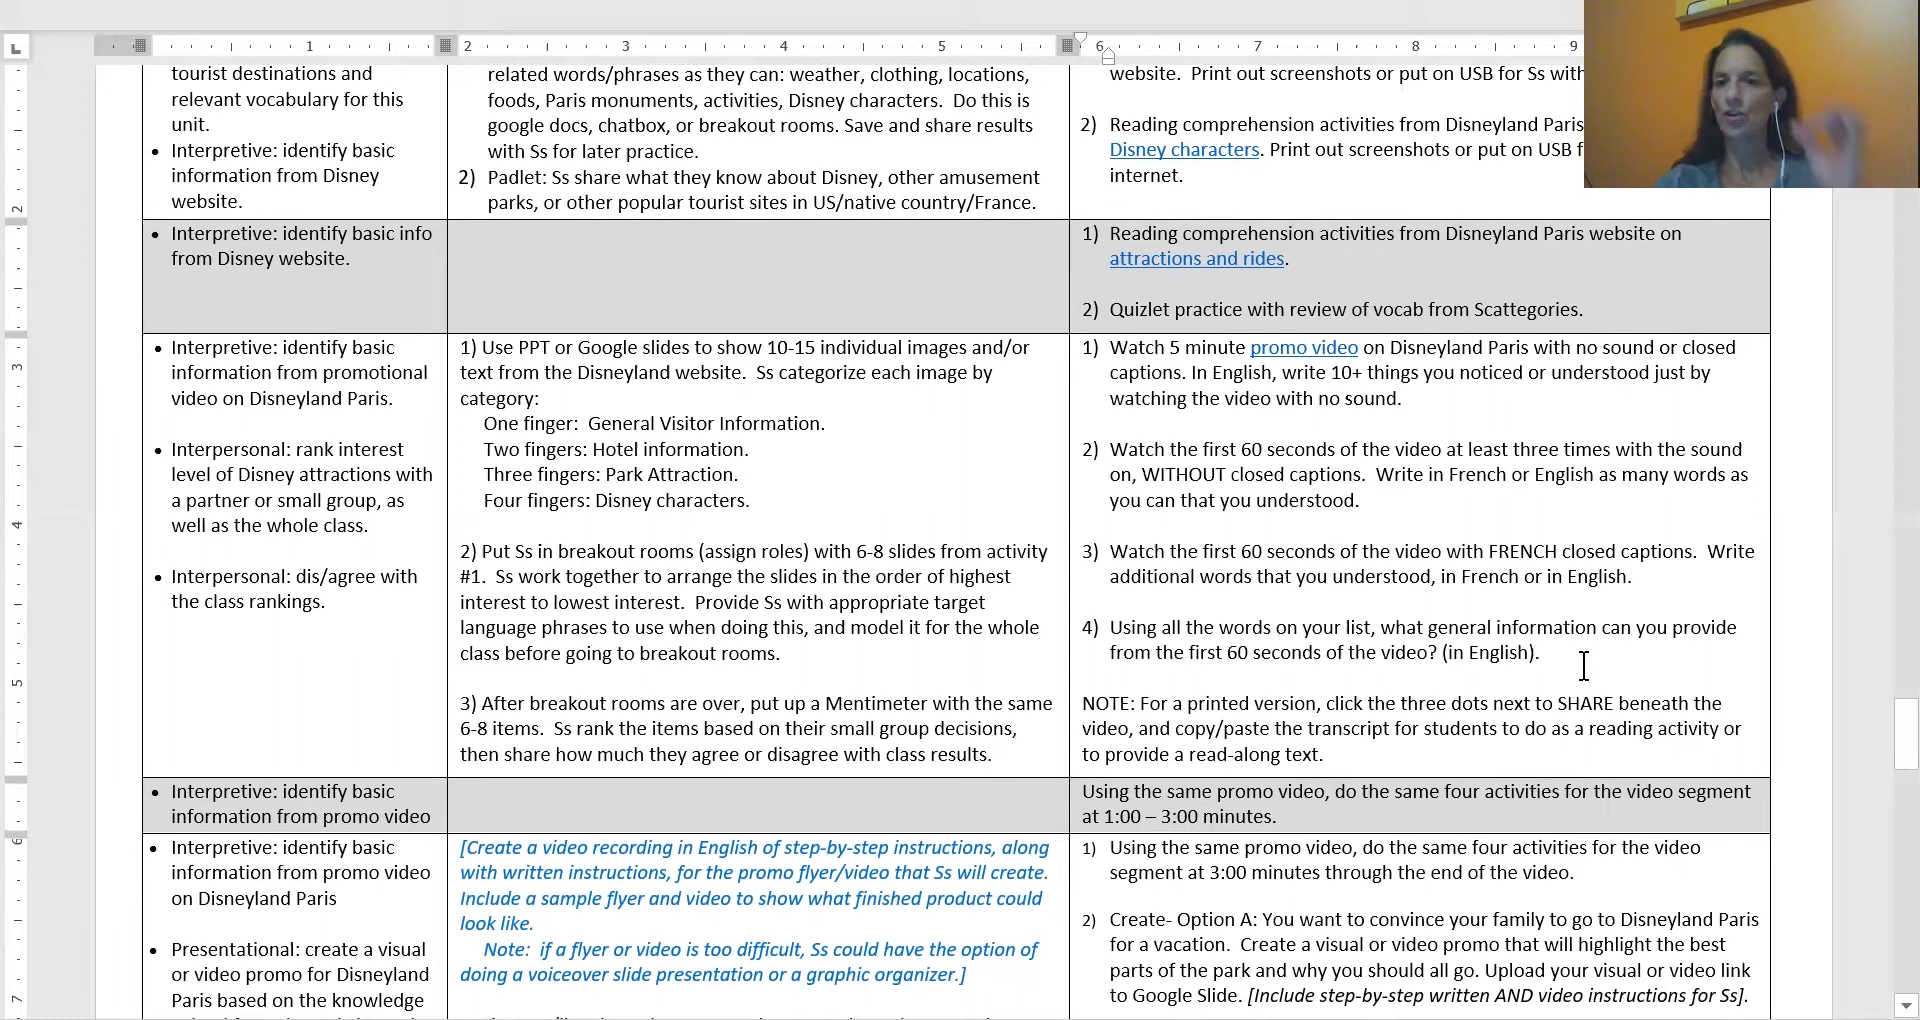 L
1 2 3 4 5 6 7 8 9
tourist destinations and
relevant vocabulary for this
unit.
• Interpretive: identify basic
information from Disney
website.
related words/phrases as they can: weather, clothing, locations,
foods, Paris monuments, activities, Disney characters.  Do this is
google docs, chatbox, or breakout rooms. Save and share results
with Ss for later practice.
2) Padlet: Ss share what they know about Disney, other amusement
parks, or other popular tourist sites in US/native country/France.
website.  Print out screenshots or put on USB for Ss with
2) Reading comprehension activities from Disneyland Paris
Disney characters. Print out screenshots or put on USB f
internet.
• Interpretive: identify basic info
from Disney website.
1) Reading comprehension activities from Disneyland Paris website on
attractions and rides.
2) Quizlet practice with review of vocab from Scattegories.
• Interpretive: identify basic
information from promotional
video on Disneyland Paris.
• Interpersonal: rank interest
level of Disney attractions with
a partner or small group, as
well as the whole class.
• Interpersonal: dis/agree with
the class rankings.
1) Use PPT or Google slides to show 10-15 individual images and/or
text from the Disneyland website.  Ss categorize each image by
category:
One finger:  General Visitor Information.
Two fingers: Hotel information.
Three fingers: Park Attraction.
Four fingers: Disney characters.
2) Put Ss in breakout rooms (assign roles) with 6-8 slides from activity
#1.  Ss work together to arrange the slides in the order of highest
interest to lowest interest.  Provide Ss with appropriate target
language phrases to use when doing this, and model it for the whole
class before going to breakout rooms.
3) After breakout rooms are over, put up a Mentimeter with the same
6-8 items.  Ss rank the items based on their small group decisions,
then share how much they agree or disagree with class results.
1) Watch 5 minute promo video on Disneyland Paris with no sound or closed
captions. In English, write 10+ things you noticed or understood just by
watching the video with no sound.
2) Watch the first 60 seconds of the video at least three times with the sound
on, WITHOUT closed captions.  Write in French or English as many words as
you can that you understood.
3) Watch the first 60 seconds of the video with FRENCH closed captions.  Write
additional words that you understood, in French or in English.
4) Using all the words on your list, what general information can you provide
from the first 60 seconds of the video? (in English).
NOTE: For a printed version, click the three dots next to SHARE beneath the
video, and copy/paste the transcript for students to do as a reading activity or
to provide a read-along text.
• Interpretive: identify basic
information from promo video
Using the same promo video, do the same four activities for the video segment
at 1:00 – 3:00 minutes.
• Interpretive: identify basic
information from promo video
on Disneyland Paris
• Presentational: create a visual
or video promo for Disneyland
Paris based on the knowledge
[Create a video recording in English of step-by-step instructions, along
with written instructions, for the promo flyer/video that Ss will create.
Include a sample flyer and video to show what finished product could
look like.
Note:  if a flyer or video is too difficult, Ss could have the option of
doing a voiceover slide presentation or a graphic organizer.]
1) Using the same promo video, do the same four activities for the video
segment at 3:00 minutes through the end of the video.
2) Create- Option A: You want to convince your family to go to Disneyland Paris
for a vacation.  Create a visual or video promo that will highlight the best
parts of the park and why you should all go. Upload your visual or video link
to Google Slide. [Include step-by-step written AND video instructions for Ss].
2
3
4
5
6
7